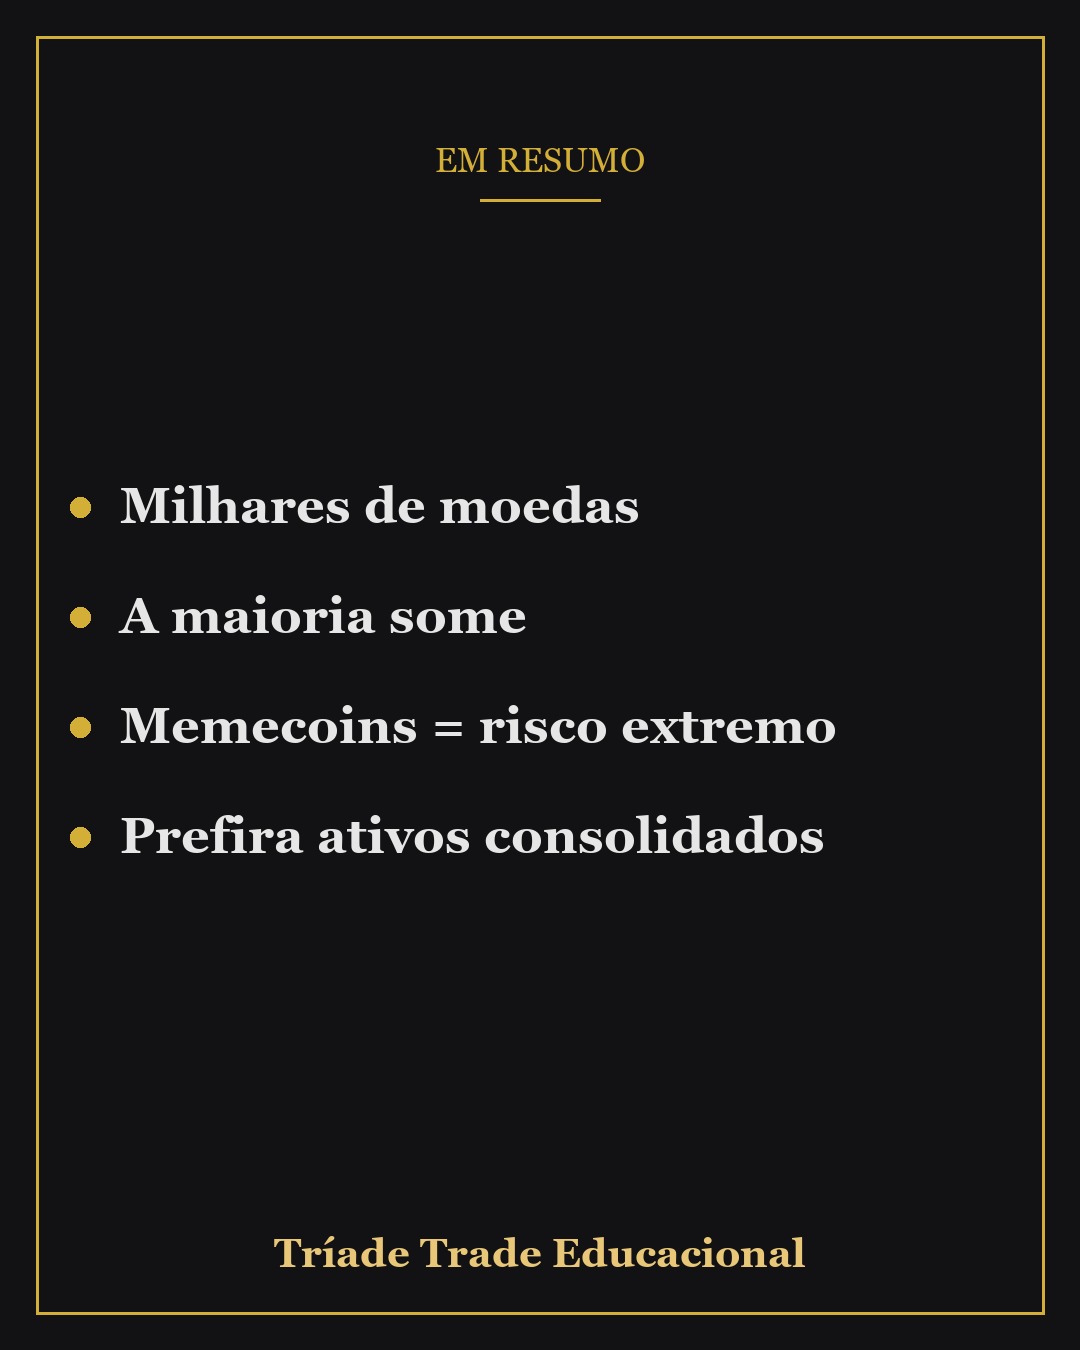 EM RESUMO
Milhares de moedas
A maioria some
Memecoins = risco extremo
Prefira ativos consolidados
Tríade Trade Educacional